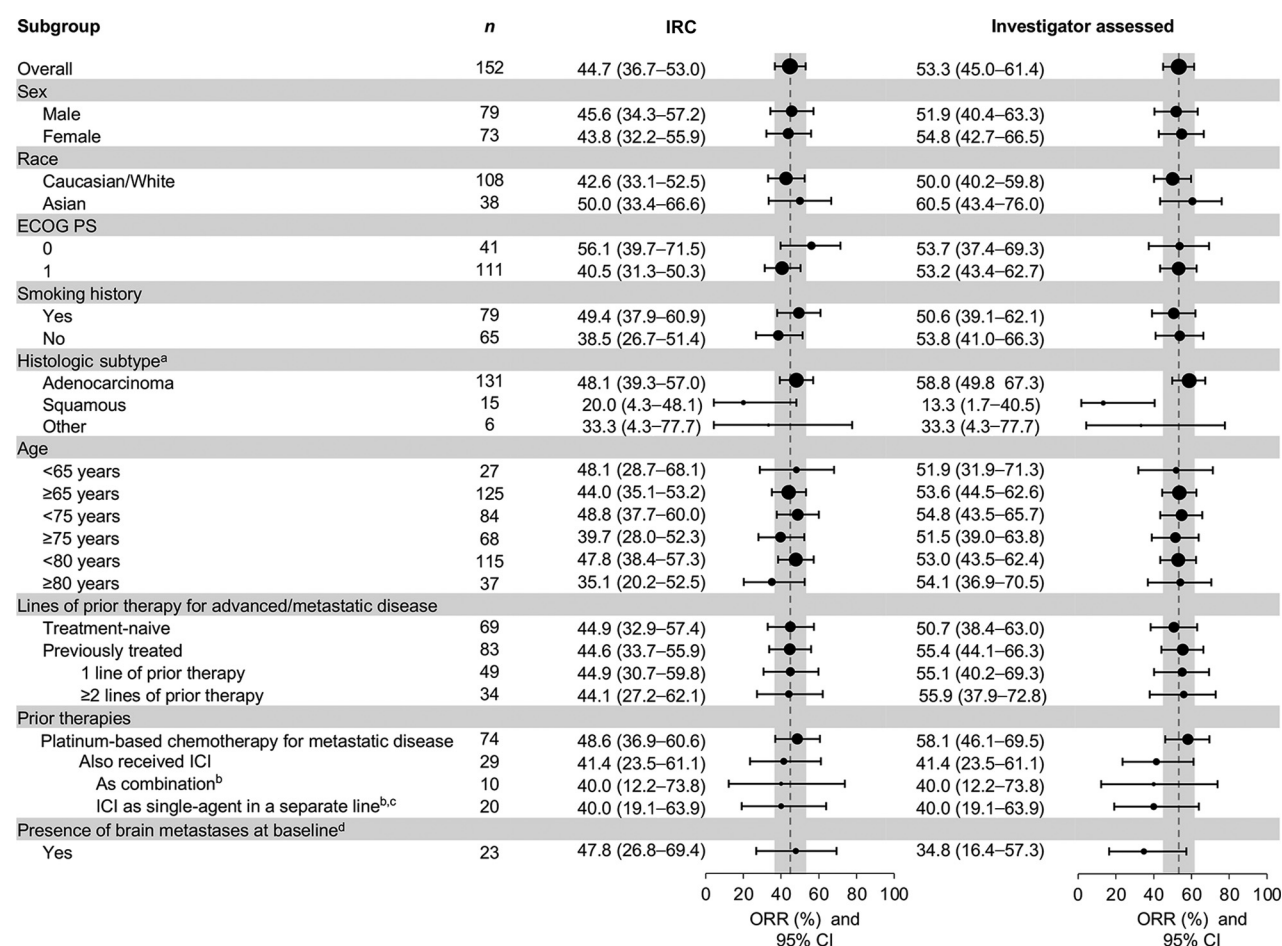 Subgroup n IRC Investigator assessed
Overall 152 44.7 (36.7–53.0) 53.3 (45.0–61.4)
Sex
Male 79 45.6 (34.3–57.2) 51.9 (40.4–63.3)
Female 73 43.8 (32.2–55.9) 54.8 (42.7–66.5)
Race
Caucasian/White 108 42.6 (33.1–52.5) 50.0 (40.2–59.8)
Asian 38 50.0 (33.4–66.6) 60.5 (43.4–76.0)
ECOG PS
0 41 56.1 (39.7–71.5) 53.7 (37.4–69.3)
1 111 40.5 (31.3–50.3) 53.2 (43.4–62.7)
Smoking history
Yes 79 49.4 (37.9–60.9) 50.6 (39.1–62.1)
No 65 38.5 (26.7–51.4) 53.8 (41.0–66.3)
Histologic subtypeᵃ
Adenocarcinoma 131 48.1 (39.3–57.0) 58.8 (49.8 67.3)
Squamous 15 20.0 (4.3–48.1) 13.3 (1.7–40.5)
Other 6 33.3 (4.3–77.7) 33.3 (4.3–77.7)
Age
<65 years 27 48.1 (28.7–68.1) 51.9 (31.9–71.3)
≥65 years 125 44.0 (35.1–53.2) 53.6 (44.5–62.6)
<75 years 84 48.8 (37.7–60.0) 54.8 (43.5–65.7)
≥75 years 68 39.7 (28.0–52.3) 51.5 (39.0–63.8)
<80 years 115 47.8 (38.4–57.3) 53.0 (43.5–62.4)
≥80 years 37 35.1 (20.2–52.5) 54.1 (36.9–70.5)
Lines of prior therapy for advanced/metastatic disease
Treatment-naive 69 44.9 (32.9–57.4) 50.7 (38.4–63.0)
Previously treated 83 44.6 (33.7–55.9) 55.4 (44.1–66.3)
1 line of prior therapy 49 44.9 (30.7–59.8) 55.1 (40.2–69.3)
≥2 lines of prior therapy 34 44.1 (27.2–62.1) 55.9 (37.9–72.8)
Prior therapies
Platinum-based chemotherapy for metastatic disease 74 48.6 (36.9–60.6) 58.1 (46.1–69.5)
Also received ICI 29 41.4 (23.5–61.1) 41.4 (23.5–61.1)
As combinationᵇ 10 40.0 (12.2–73.8) 40.0 (12.2–73.8)
ICI as single-agent in a separate lineᵇ,ᶜ 20 40.0 (19.1–63.9) 40.0 (19.1–63.9)
Presence of brain metastases at baselineᵈ
Yes 23 47.8 (26.8–69.4) 34.8 (16.4–57.3)
0 20 40 60 80 100 0 20 40 60 80 100
ORR (%) and ORR (%) and
95% CI 95% CI